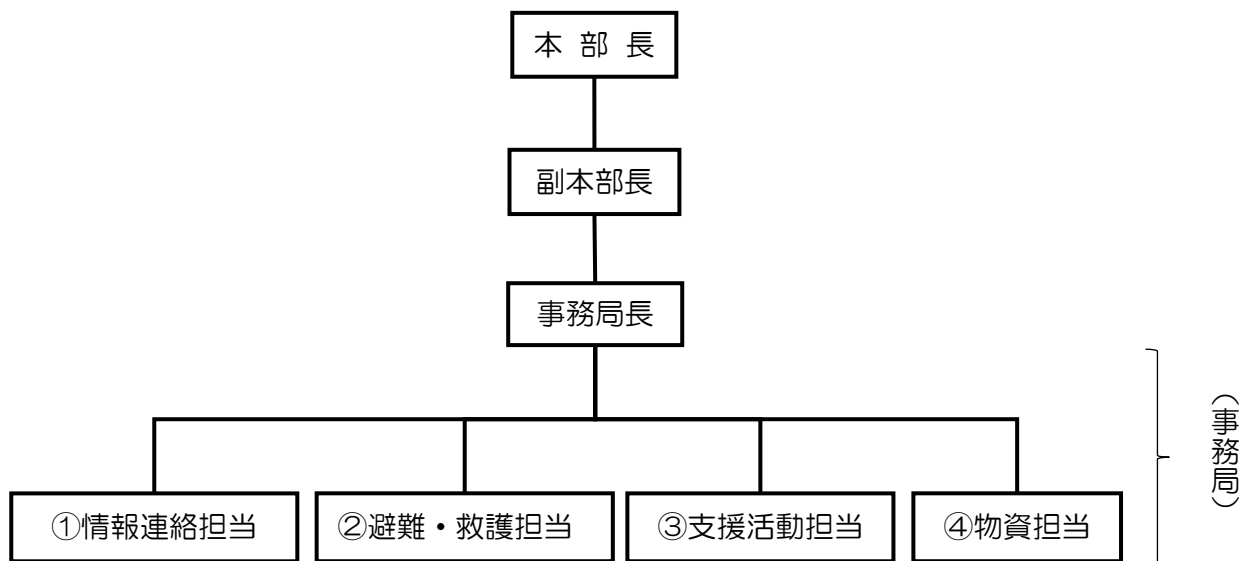 本 部 長
副本部長
事務局長
（事務局）
①情報連絡担当
②避難・救護担当
③支援活動担当
④物資担当